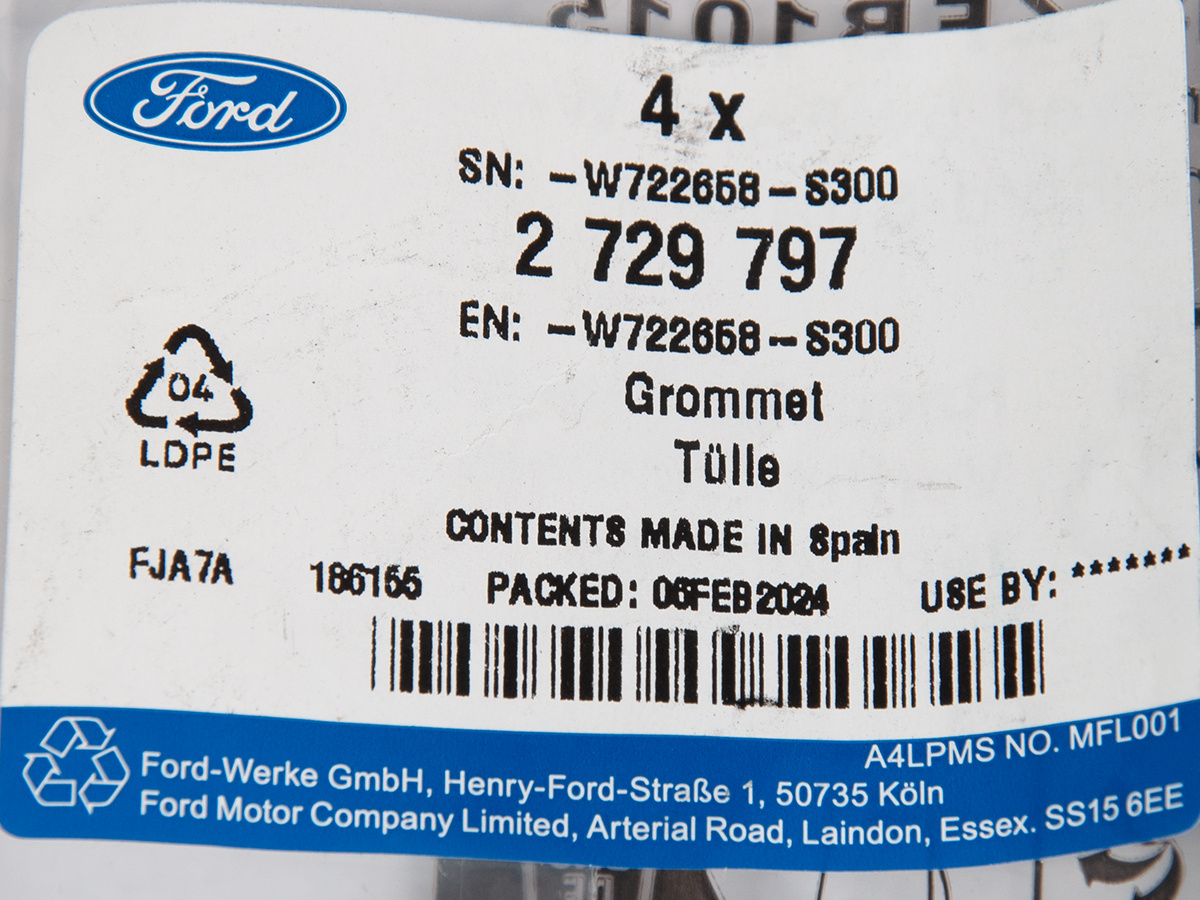 Ford
4 x
SN: -W722658-S300
2 729 797
EN: -W722658-S300
Grommet
Tülle
04
LDPE
CONTENTS MADE IN Spain
FJA7A 186155 PACKED: 06FEB2024 USE BY: *******
A4LPMS NO. MFL001
Ford-Werke GmbH, Henry-Ford-Straße 1, 50735 Köln
Ford Motor Company Limited, Arterial Road, Laindon, Essex. SS15 6EE